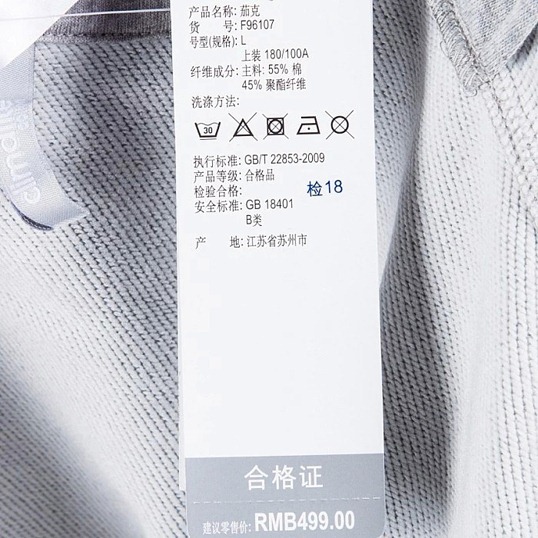 产品名称: 茄克
货 号: F96107
号型(规格): L
上装 180/100A
纤维成分: 主料: 55% 棉
45% 聚酯纤维
洗涤方法:
30
执行标准: GB/T 22853-2009
产品等级: 合格品
检验合格: 检18
安全标准: GB 18401
B类
产 地: 江苏省苏州市
合格证
建议零售价: RMB499.00